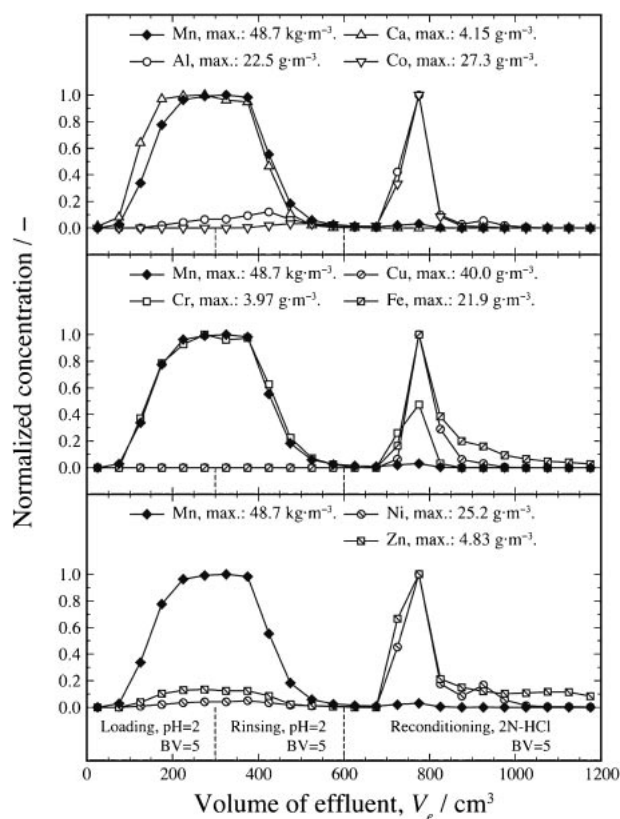 Mn, max.: 48.7 kg·m⁻³.
Ca, max.: 4.15 g·m⁻³.
Al, max.: 22.5 g·m⁻³.
Co, max.: 27.3 g·m⁻³.
1.0
0.8
0.6
0.4
0.2
0.0
Mn, max.: 48.7 kg·m⁻³.
Cu, max.: 40.0 g·m⁻³.
Cr, max.: 3.97 g·m⁻³.
Fe, max.: 21.9 g·m⁻³.
1.0
0.8
0.6
0.4
0.2
0.0
Normalized concentration / −
Mn, max.: 48.7 kg·m⁻³.
Ni, max.: 25.2 g·m⁻³.
Zn, max.: 4.83 g·m⁻³.
1.0
0.8
0.6
0.4
0.2
0.0
Loading, pH=2
BV=5
Rinsing, pH=2
BV=5
Reconditioning, 2N-HCl
BV=5
0 200 400 600 800 1000 1200
Volume of effluent, Vₑ / cm³